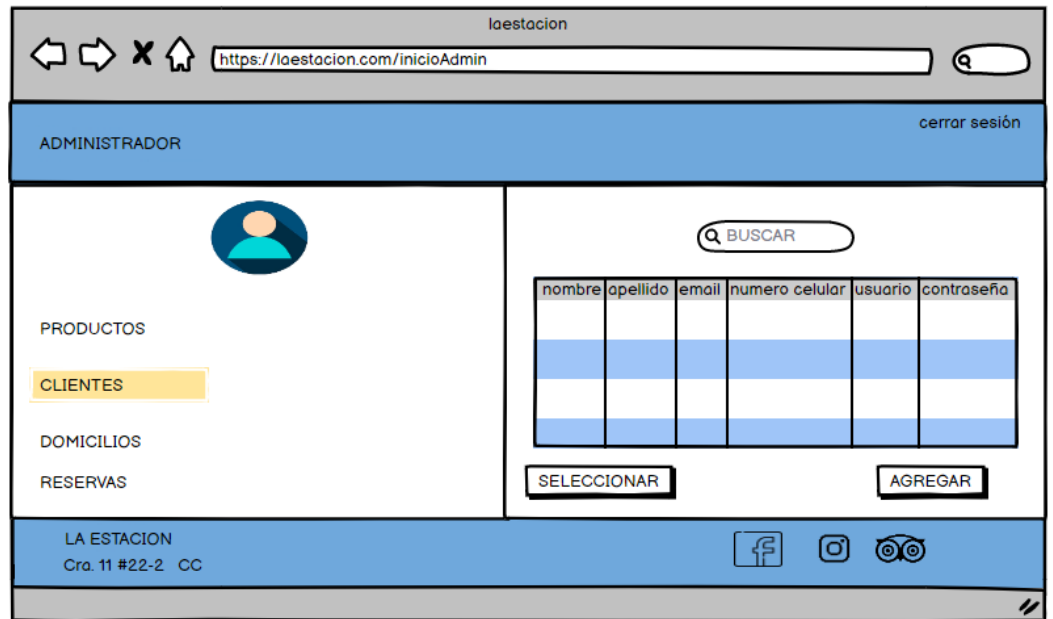 laestacion
https://laestacion.com/inicioAdmin
cerrar sesión
ADMINISTRADOR
BUSCAR
nombre apellido email numero celular usuario contraseña
PRODUCTOS
CLIENTES
DOMICILIOS
RESERVAS
SELECCIONAR AGREGAR
LA ESTACION
Cra. 11 #22-2 CC